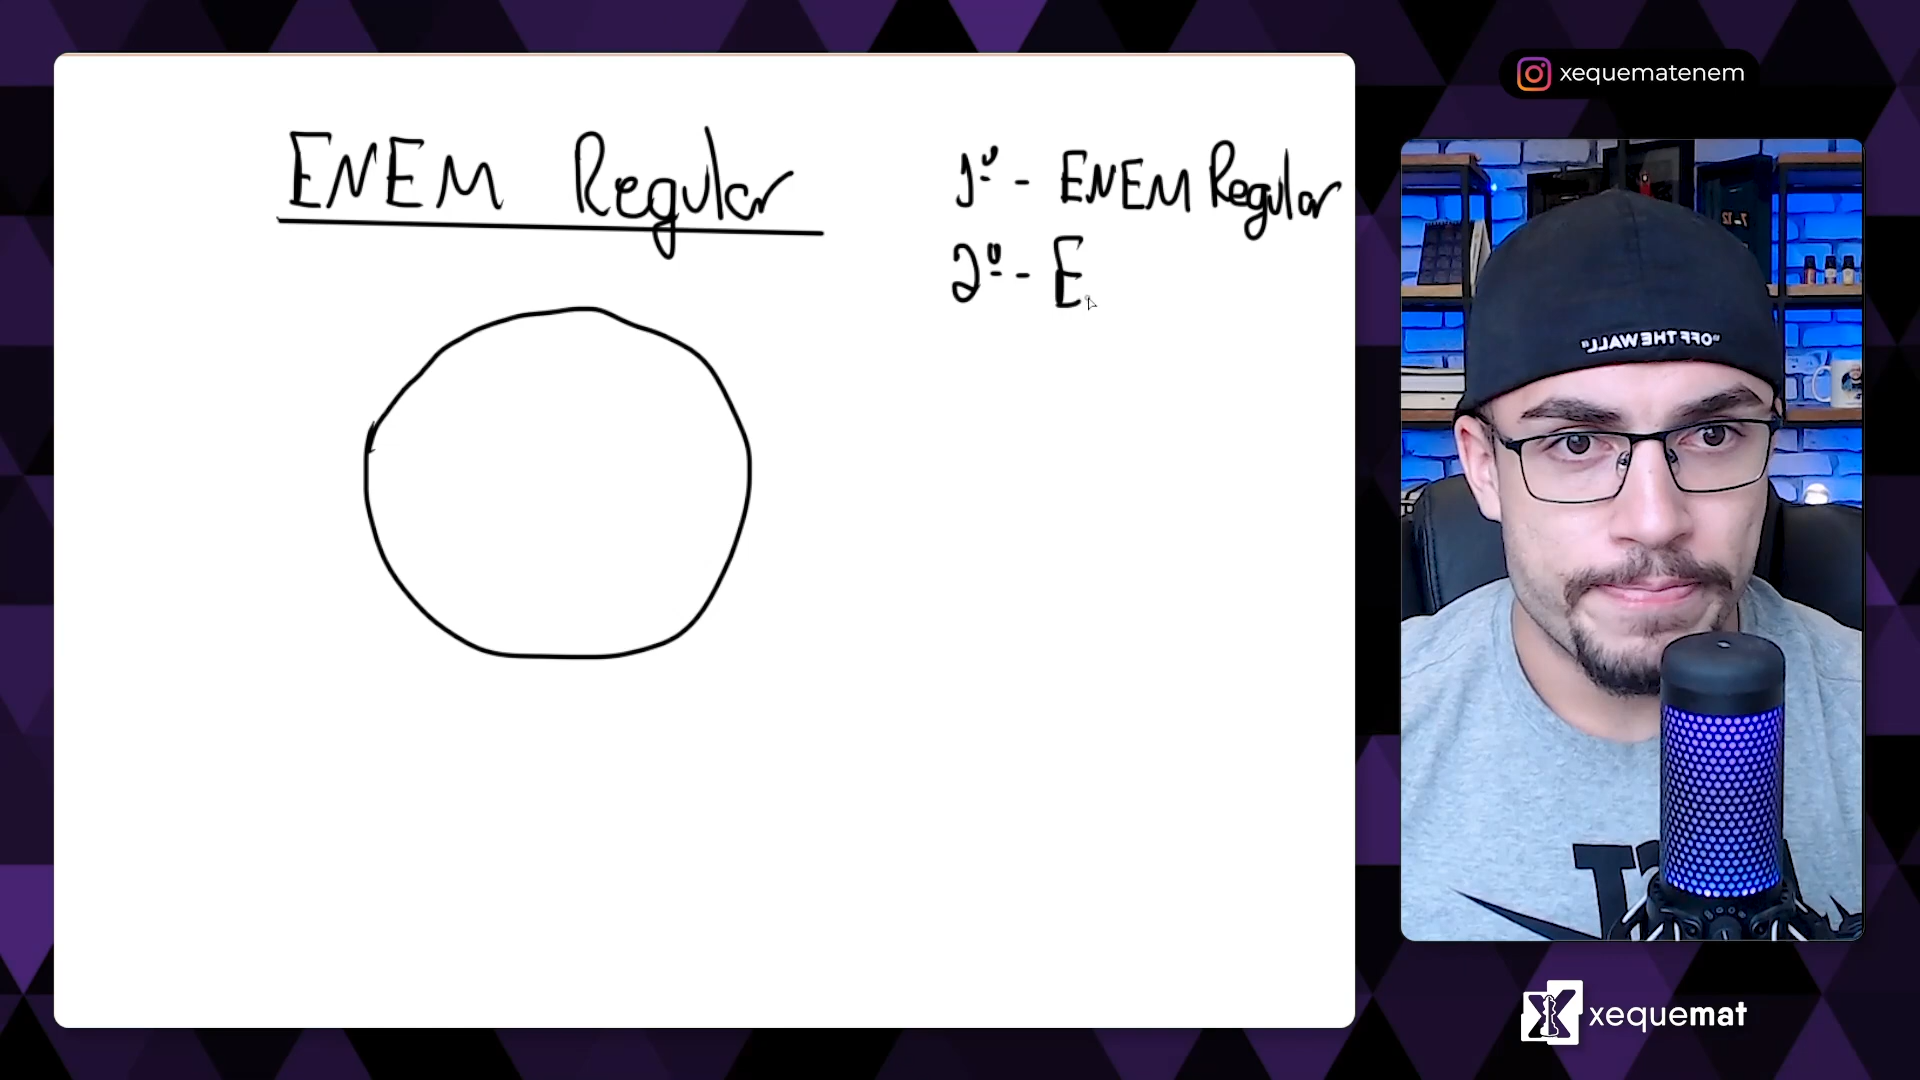 ENEM Regular
1º - ENEM Regular
2º - E
xequematenem
"OFF THE WALL"
xequemat